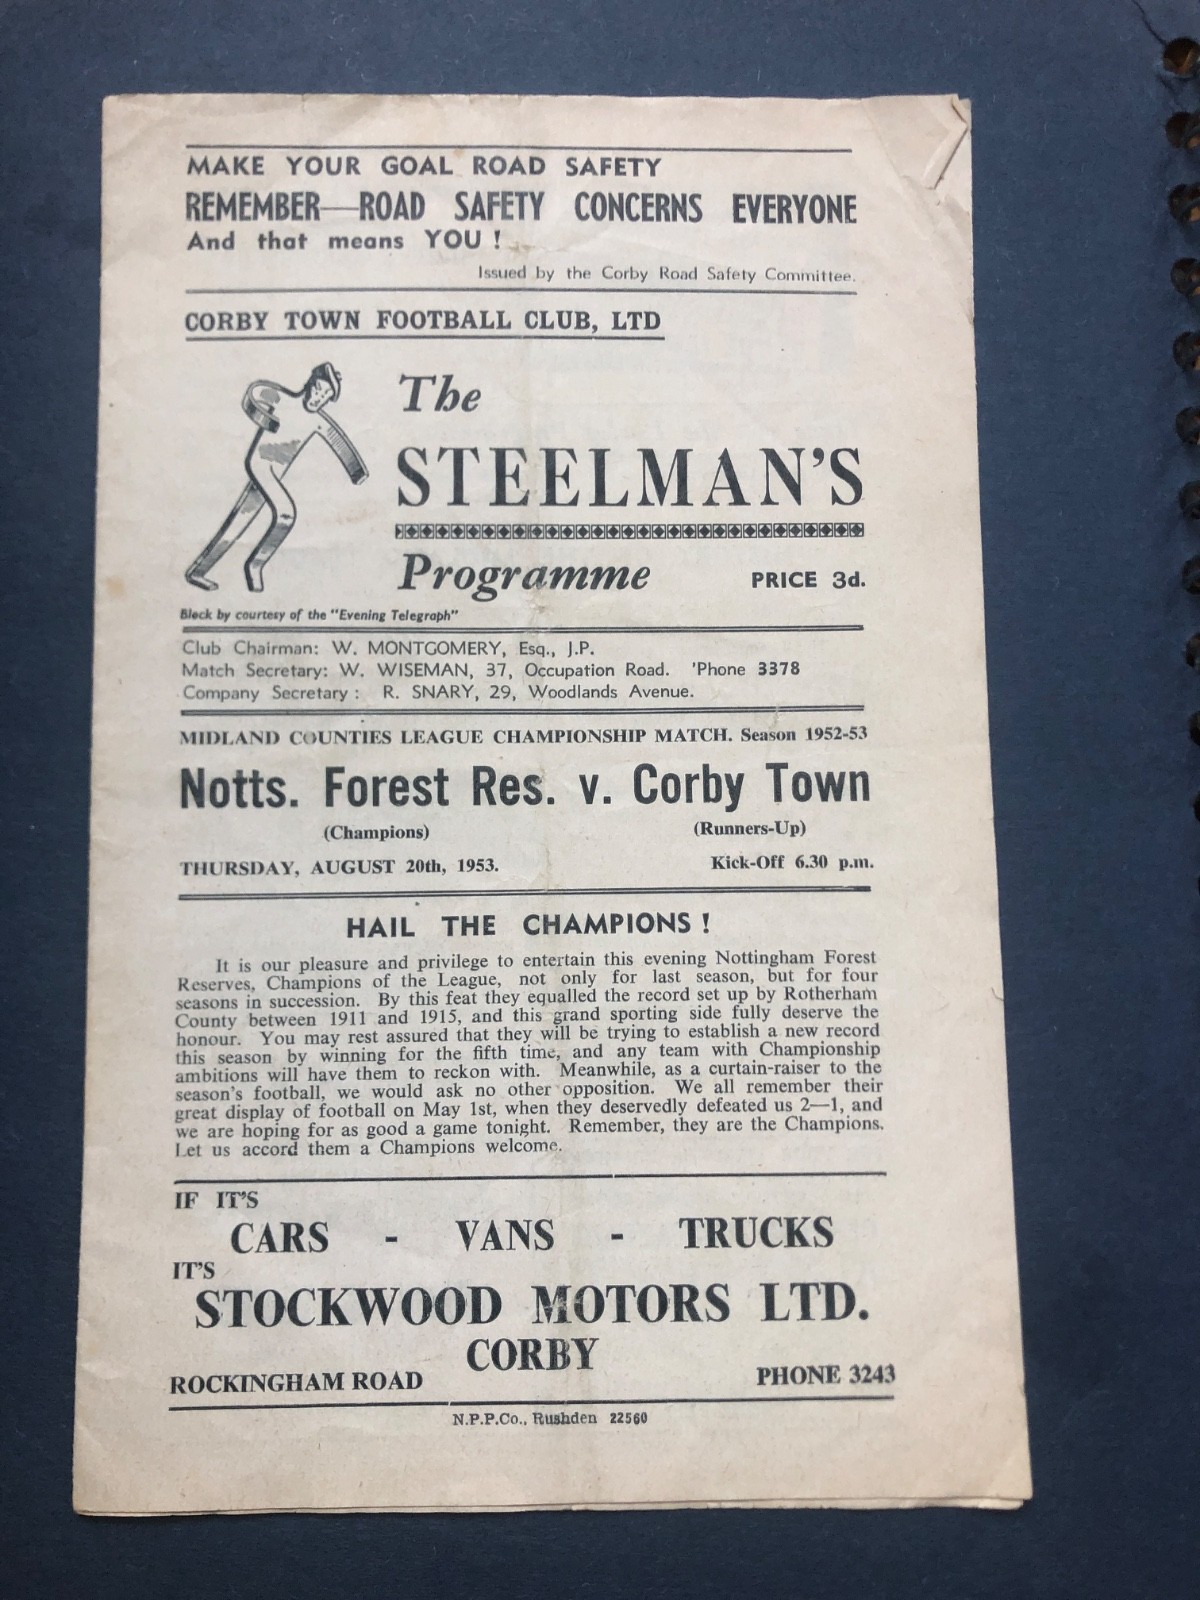 MAKE YOUR GOAL ROAD SAFETY
REMEMBER—ROAD SAFETY CONCERNS EVERYONE
And that means YOU !
Issued by the Corby Road Safety Committee.
CORBY TOWN FOOTBALL CLUB, LTD
The
STEELMAN'S
Programme PRICE 3d.
Block by courtesy of the "Evening Telegraph"
Club Chairman: W. MONTGOMERY, Esq., J.P.
Match Secretary: W. WISEMAN, 37, Occupation Road. 'Phone 3378
Company Secretary : R. SNARY, 29, Woodlands Avenue.
MIDLAND COUNTIES LEAGUE CHAMPIONSHIP MATCH. Season 1952-53
Notts. Forest Res. v. Corby Town
(Champions) (Runners-Up)
THURSDAY, AUGUST 20th, 1953. Kick-Off 6.30 p.m.
HAIL THE CHAMPIONS !
It is our pleasure and privilege to entertain this evening Nottingham Forest
Reserves, Champions of the League, not only for last season, but for four
seasons in succession. By this feat they equalled the record set up by Rotherham
County between 1911 and 1915, and this grand sporting side fully deserve the
honour. You may rest assured that they will be trying to establish a new record
this season by winning for the fifth time, and any team with Championship
ambitions will have them to reckon with. Meanwhile, as a curtain-raiser to the
season's football, we would ask no other opposition. We all remember their
great display of football on May 1st, when they deservedly defeated us 2—1, and
we are hoping for as good a game tonight. Remember, they are the Champions.
Let us accord them a Champions welcome.
IF IT'S
CARS - VANS - TRUCKS
IT'S
STOCKWOOD MOTORS LTD.
CORBY
ROCKINGHAM ROAD PHONE 3243
N.P.P.Co., Rushden 22560